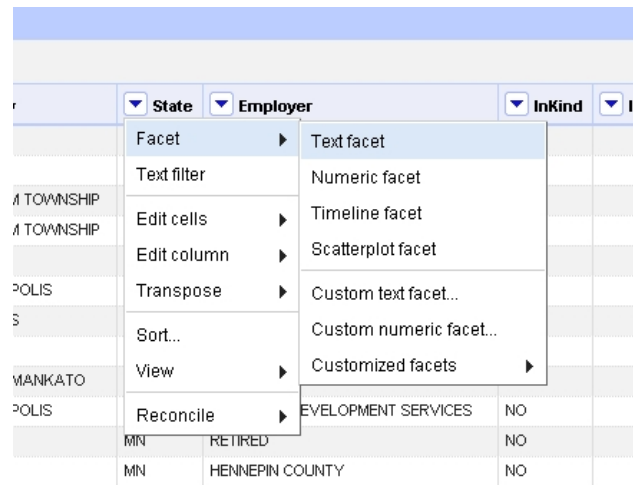 State Employer InKind
Facet
Text filter
Edit cells
Edit column
Transpose
Sort...
View
Reconcile
Text facet
Numeric facet
Timeline facet
Scatterplot facet
Custom text facet...
Custom numeric facet...
Customized facets
TOWNSHIP
TOWNSHIP
POLIS
S
MANKATO
POLIS EVELOPMENT SERVICES NO
MN RETIRED NO
MN HENNEPIN COUNTY NO